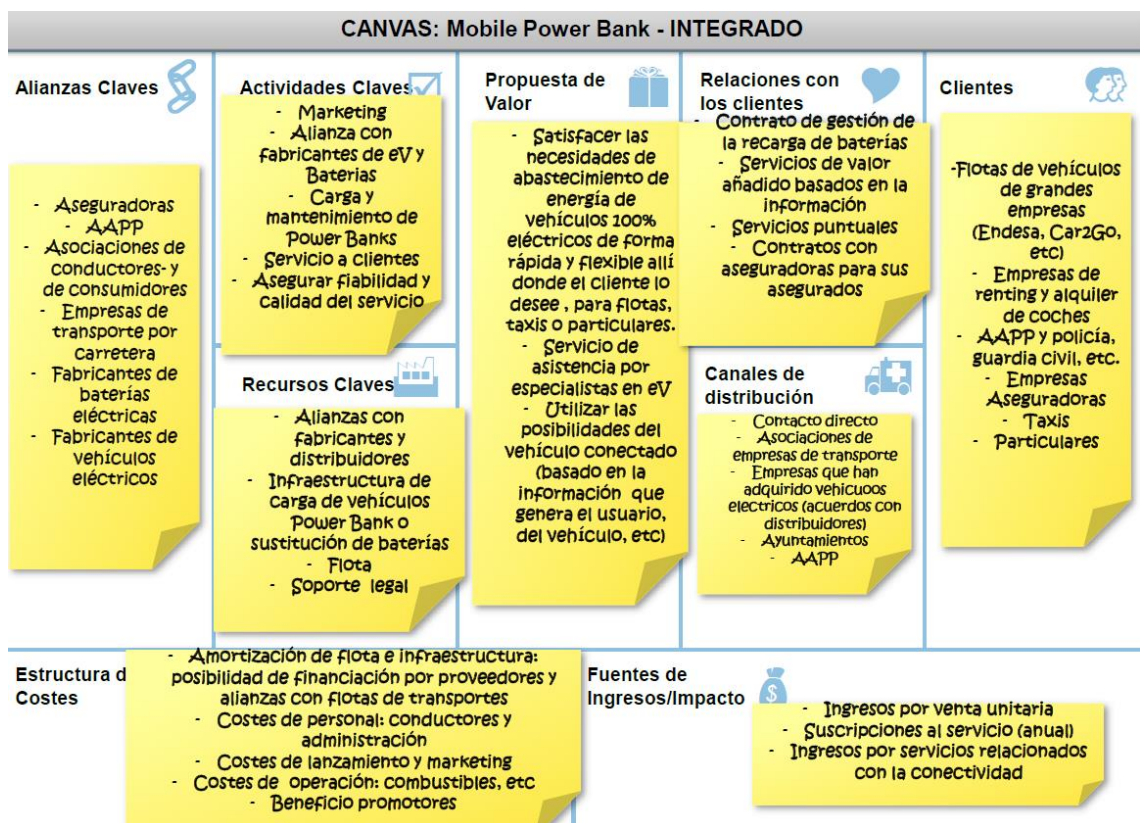 CANVAS: Mobile Power Bank - INTEGRADO
Alianzas Claves
- Aseguradoras
- AAPP
- Asociaciones de
conductores- y
de consumidores
- Empresas de
transporte por
carretera
- Fabricantes de
baterías
eléctricas
- Fabricantes de
vehículos
eléctricos
Actividades Claves
- Marketing
- Alianza con
fabricantes de eV y
Baterias
- Carga y
mantenimiento de
Power Banks
- Servicio a clientes
- Asegurar fiabilidad y
calidad del servicio
Recursos Claves
- Alianzas con
fabricantes y
distribuidores
- Infraestructura de
carga de vehículos
Power Bank o
sustitución de baterías
- Flota
- Soporte legal
Propuesta de
Valor
- Satisfacer las
necesidades de
abastecimiento de
energía de
vehículos 100%
eléctricos de forma
rápida y flexible allí
donde el cliente lo
desee , para flotas,
taxis o particulares.
- Servicio de
asistencia por
especialistas en eV
- Utilizar las
posibilidades del
vehículo conectado
(basado en la
información que
genera el usuario,
del vehículo, etc)
Relaciones con
los clientes
- Contrato de gestión de
la recarga de baterías
- Servicios de valor
añadido basados en la
información
- Servicios puntuales
- Contratos con
aseguradoras para sus
asegurados
Canales de
distribución
- Contacto directo
- Asociaciones de
empresas de transporte
- Empresas que han
adquirido vehicuoos
electricos (acuerdos con
distribuidores)
- Ayuntamientos
- AAPP
Clientes
-Flotas de vehículos
de grandes
empresas
(Endesa, Car2Go,
etc)
- Empresas de
renting y alquiler
de coches
- AAPP y policía,
guardia civil, etc.
- Empresas
Aseguradoras
- Taxis
- Particulares
Estructura d
Costes
- Amortización de flota e infraestructura:
posibilidad de financiación por proveedores y
alianzas con flotas de transportes
- Costes de personal: conductores y
administración
- Costes de lanzamiento y marketing
- Costes de operación: combustibles, etc
- Beneficio promotores
Fuentes de
Ingresos/Impacto
$
- Ingresos por venta unitaria
- Suscripciones al servicio (anual)
- Ingresos por servicios relacionados
con la conectividad